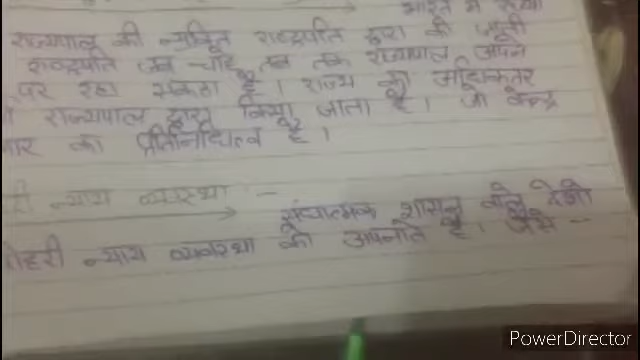 भारत में राज्य
राज्यपाल की नियुक्ति राष्ट्रपति द्वारा की जाती
राष्ट्रपति जब चाहे तब तक राज्यपाल अपने
पर रहा सकता है। राज्य का अधिकतर
राज्यपाल द्वारा किया जाता है। जो केन्द्र
का प्रतिनिधित्व है।
न्याय व्यवस्था :-
संघात्मक शासन वाले देशों
न्याय व्यवस्था को अपनाते है। जैसे --
PowerDirector